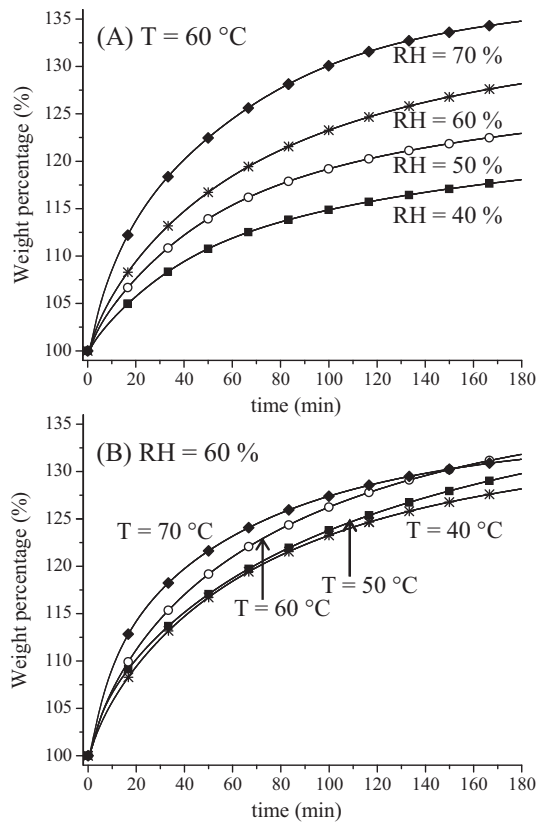 (A) T = 60 °C
135
130
125
120
115
110
105
100
Weight percentage (%)
RH = 70 %
RH = 60 %
RH = 50 %
RH = 40 %
0 20 40 60 80 100 120 140 160 180
time (min)
(B) RH = 60 %
135
130
125
120
115
110
105
100
Weight percentage (%)
T = 70 °C
T = 40 °C
T = 50 °C
T = 60 °C
0 20 40 60 80 100 120 140 160 180
time (min)